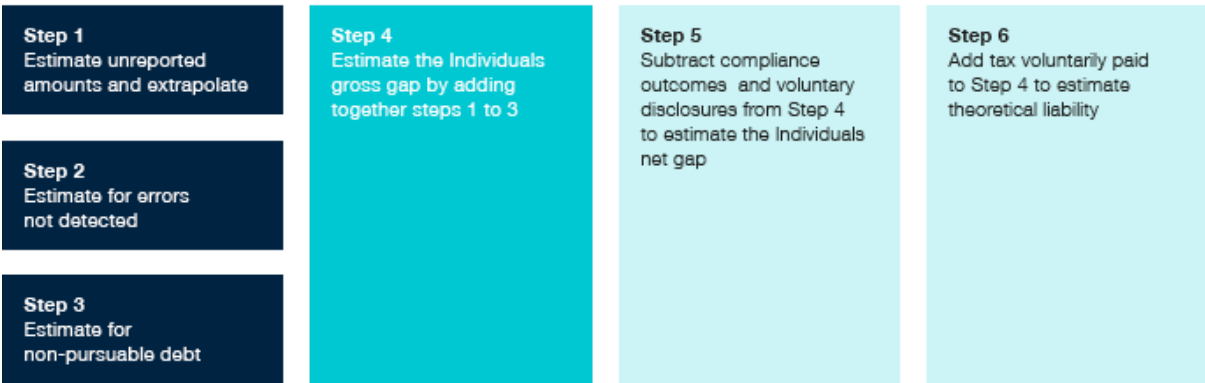 Step 1
Estimate unreported
amounts and extrapolate
Step 2
Estimate for errors
not detected
Step 3
Estimate for
non-pursuable debt
Step 4
Estimate the Individuals
gross gap by adding
together steps 1 to 3
Step 5
Subtract compliance
outcomes and voluntary
disclosures from Step 4
to estimate the Individuals
net gap
Step 6
Add tax voluntarily paid
to Step 4 to estimate
theoretical liability